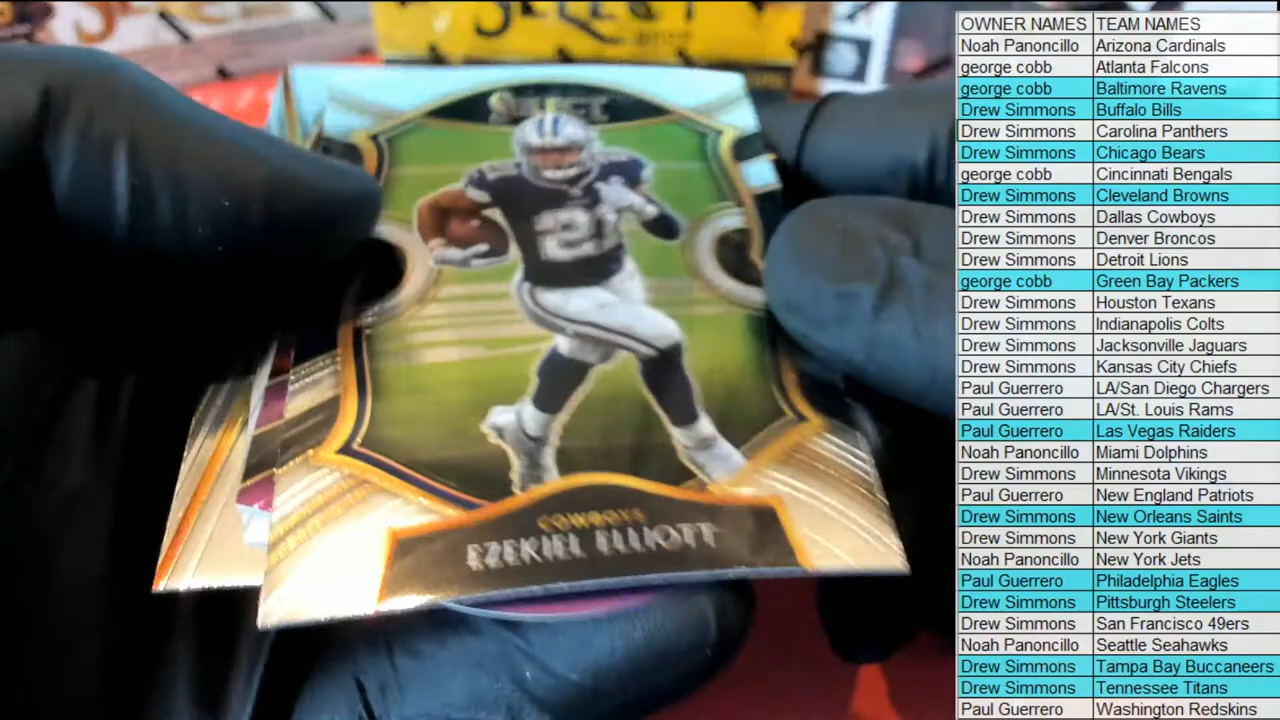 SELECT
21
COWBOYS
EZEKIEL ELLIOTT
OWNER NAMES TEAM NAMES
Noah Panoncillo Arizona Cardinals
george cobb Atlanta Falcons
george cobb Baltimore Ravens
Drew Simmons Buffalo Bills
Drew Simmons Carolina Panthers
Drew Simmons Chicago Bears
george cobb Cincinnati Bengals
Drew Simmons Cleveland Browns
Drew Simmons Dallas Cowboys
Drew Simmons Denver Broncos
Drew Simmons Detroit Lions
george cobb Green Bay Packers
Drew Simmons Houston Texans
Drew Simmons Indianapolis Colts
Drew Simmons Jacksonville Jaguars
Drew Simmons Kansas City Chiefs
Paul Guerrero LA/San Diego Chargers
Paul Guerrero LA/St. Louis Rams
Paul Guerrero Las Vegas Raiders
Noah Panoncillo Miami Dolphins
Drew Simmons Minnesota Vikings
Paul Guerrero New England Patriots
Drew Simmons New Orleans Saints
Drew Simmons New York Giants
Noah Panoncillo New York Jets
Paul Guerrero Philadelphia Eagles
Drew Simmons Pittsburgh Steelers
Drew Simmons San Francisco 49ers
Noah Panoncillo Seattle Seahawks
Drew Simmons Tampa Bay Buccaneers
Drew Simmons Tennessee Titans
Paul Guerrero Washington Redskins